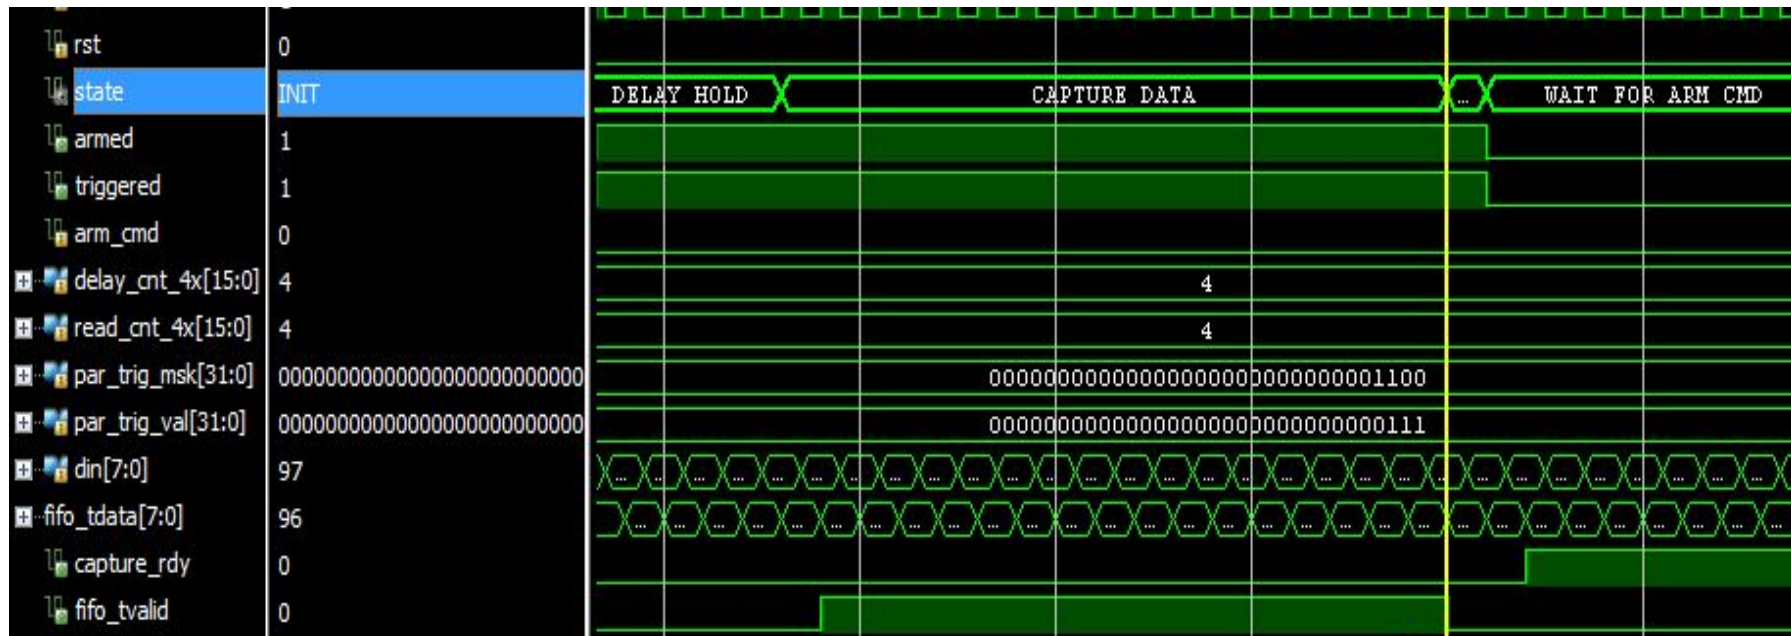 rst 0
state INIT DELAY HOLD CAPTURE DATA ... WAIT FOR ARM CMD
armed 1
triggered 1
arm_cmd 0
delay_cnt_4x[15:0] 4 4
read_cnt_4x[15:0] 4 4
par_trig_msk[31:0] 000000000000000000000000000 00000000000000000000000000001100
par_trig_val[31:0] 000000000000000000000000000 00000000000000000000000000000111
din[7:0] 97 ... ... ... ... ... ... ... ... ... ... ... ... ... ... ... ... ... ... ... ... ... ... ... ... ... ... ... ... ... ...
fifo_tdata[7:0] 96 ... ... ... ... ... ... ... ... ... ... ... ... ... ... ... ... ... ... ... ... ... ... ... ... ... ... ... ... ... ...
capture_rdy 0
fifo_tvalid 0